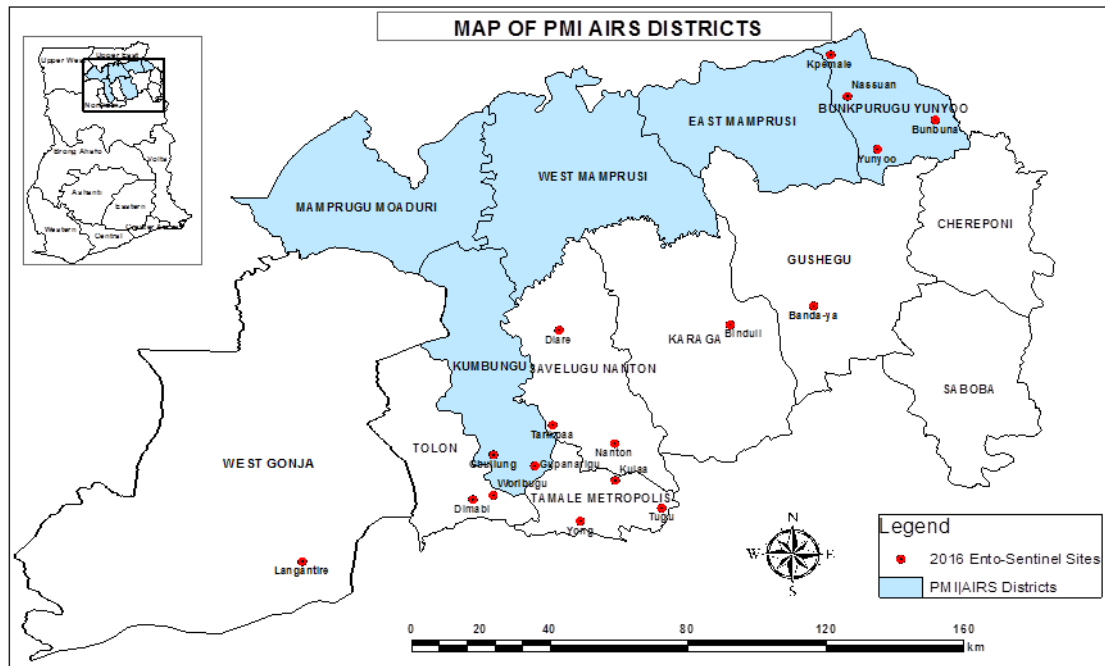 MAP OF PMI AIRS DISTRICTS
Upper West
Upper East
Brong Ahafo
Volta
Ashanti
Eastern
Western
Central
Kpemale
Nassuan
BUNKPURUGU YUNYOO
Bunbuna
Yunyoo
EAST MAMPRUSI
WEST MAMPRUSI
MAMPRUGU MOADURI
CHEREPONI
GUSHEGU
Banda-ya
Binduli
KARAGA
Diare
KUMBUNGU
SAVELUGU NANTON
SABOBA
Tarikpaa
TOLON
Nanton
WEST GONJA
Gbullung
Gupanarigu
Kulaa
Woribugu
TAMALE METROPOLIS
Dimabi
Yong
Tugu
Langantire
N
W
E
S
Legend
2016 Ento-Sentinel Sites
PMI|AIRS Districts
0 20 40 80 120 160
km